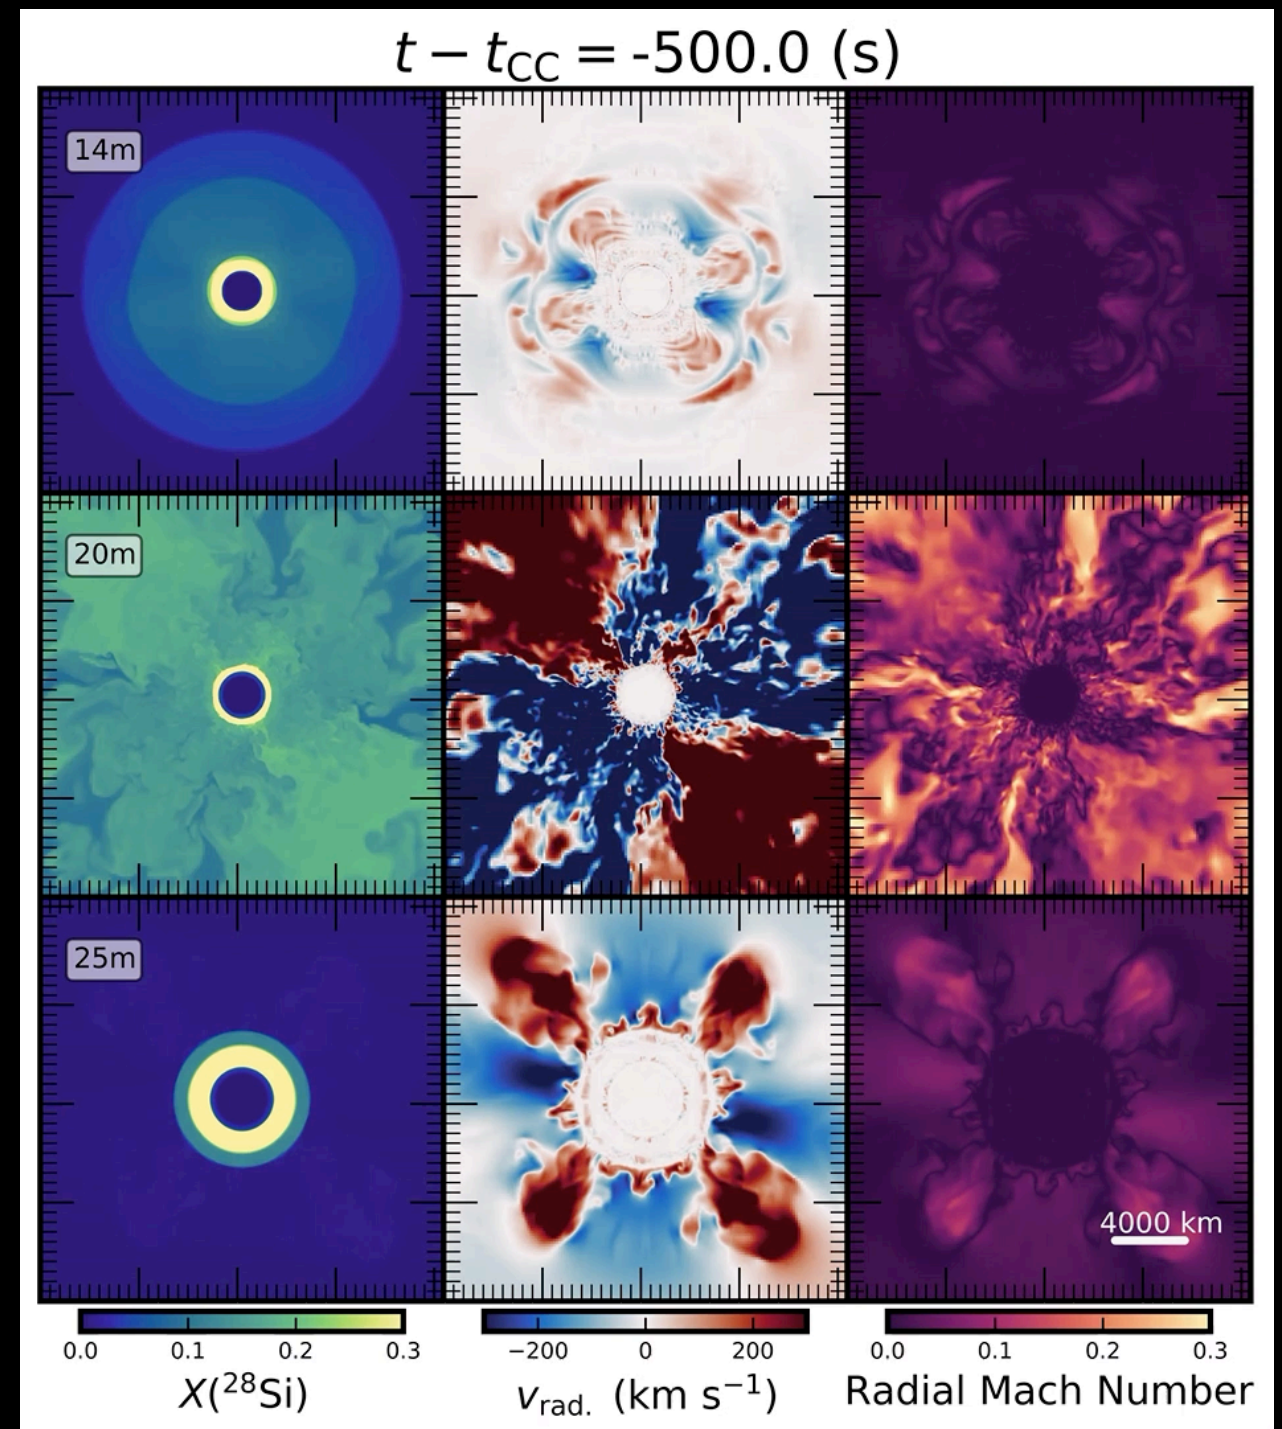 t − t_CC = -500.0 (s)
14m
20m
25m
4000 km
0.0 0.1 0.2 0.3
−200 0 200
0.0 0.1 0.2 0.3
X(²⁸Si)
v_rad. (km s⁻¹)
Radial Mach Number